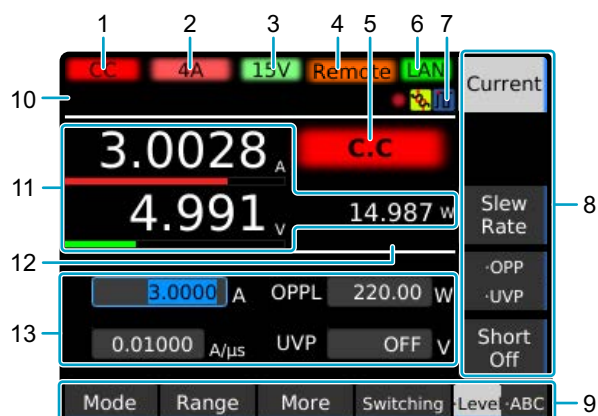 1 2 3 4 5 6 7
CC 4A 15V Remote LAN
10
Current
3.0028 A
C.C
11
4.991 V
14.987 W
Slew
Rate
8
12
·OPP
·UVP
3.0000 A OPPL 220.00 W
13
0.01000 A/µs UVP OFF V
Short
Off
Mode Range More Switching ·Level ·ABC
9